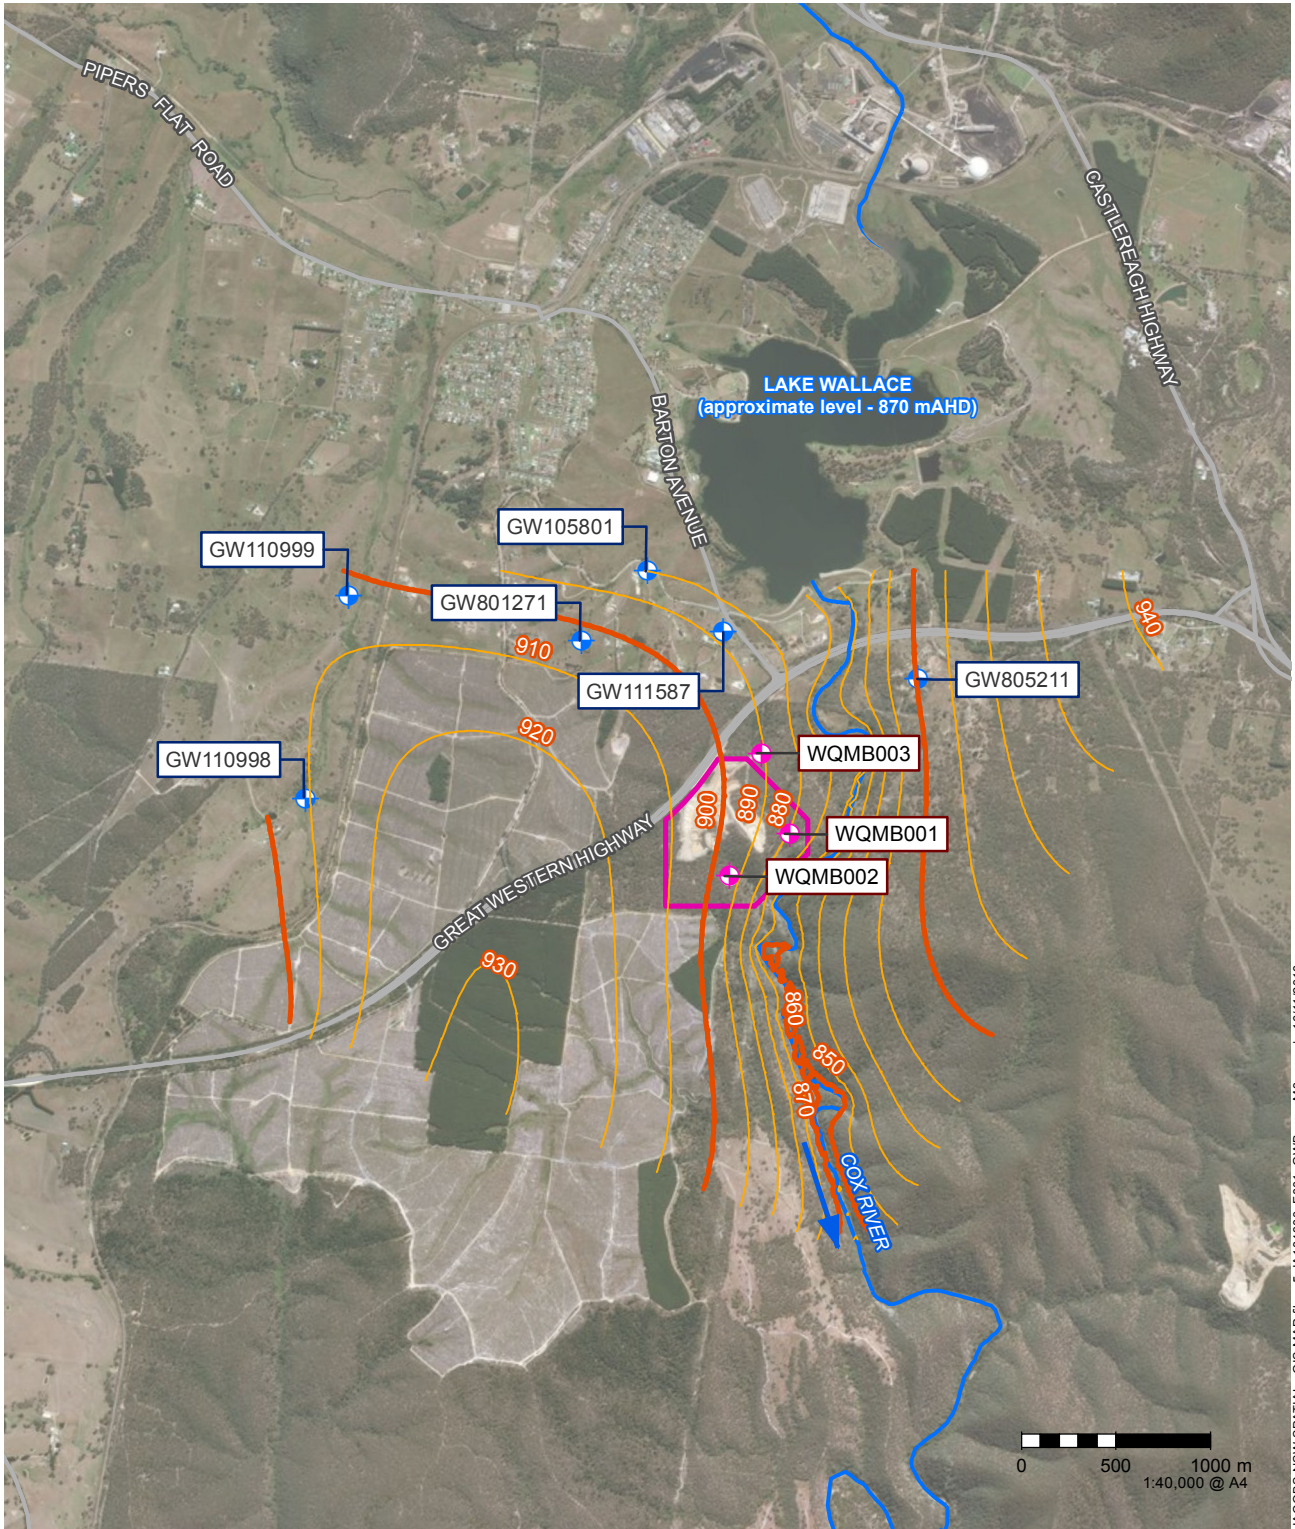 PIPERS FLAT ROAD
CASTLEREAGH HIGHWAY
LAKE WALLACE
(approximate level - 870 mAHD)
BARTON AVENUE
GW105801
GW110999
GW801271
940
910
GW805211
GW111587
920
GW110998
WQMB003
900
890
880
WQMB001
GREAT WESTERN HIGHWAY
WQMB002
930
860
850
870
COX RIVER
0 500 1000 m
1:40,000 @ A4